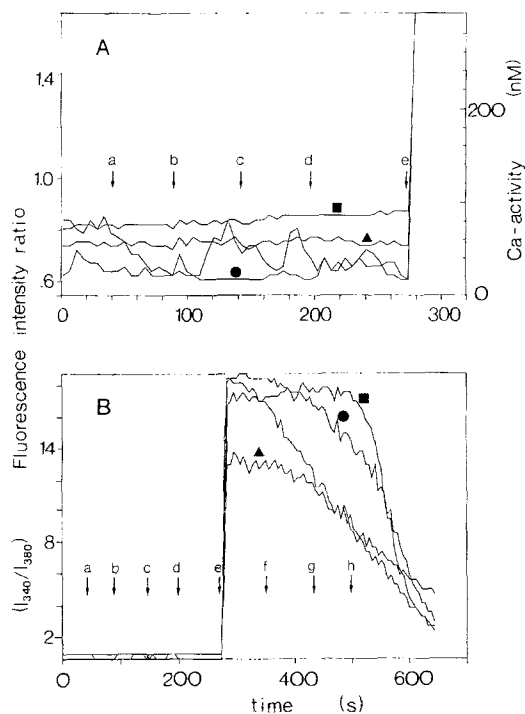 A
1.4
1.0
.6
200
0
a b c d e
0 100 200 300
Fluorescence intensity ratio
(I340/I380)
Ca-activity (nM)
B
14
8
2
a b c d e f g h
0 200 400 600
time (s)